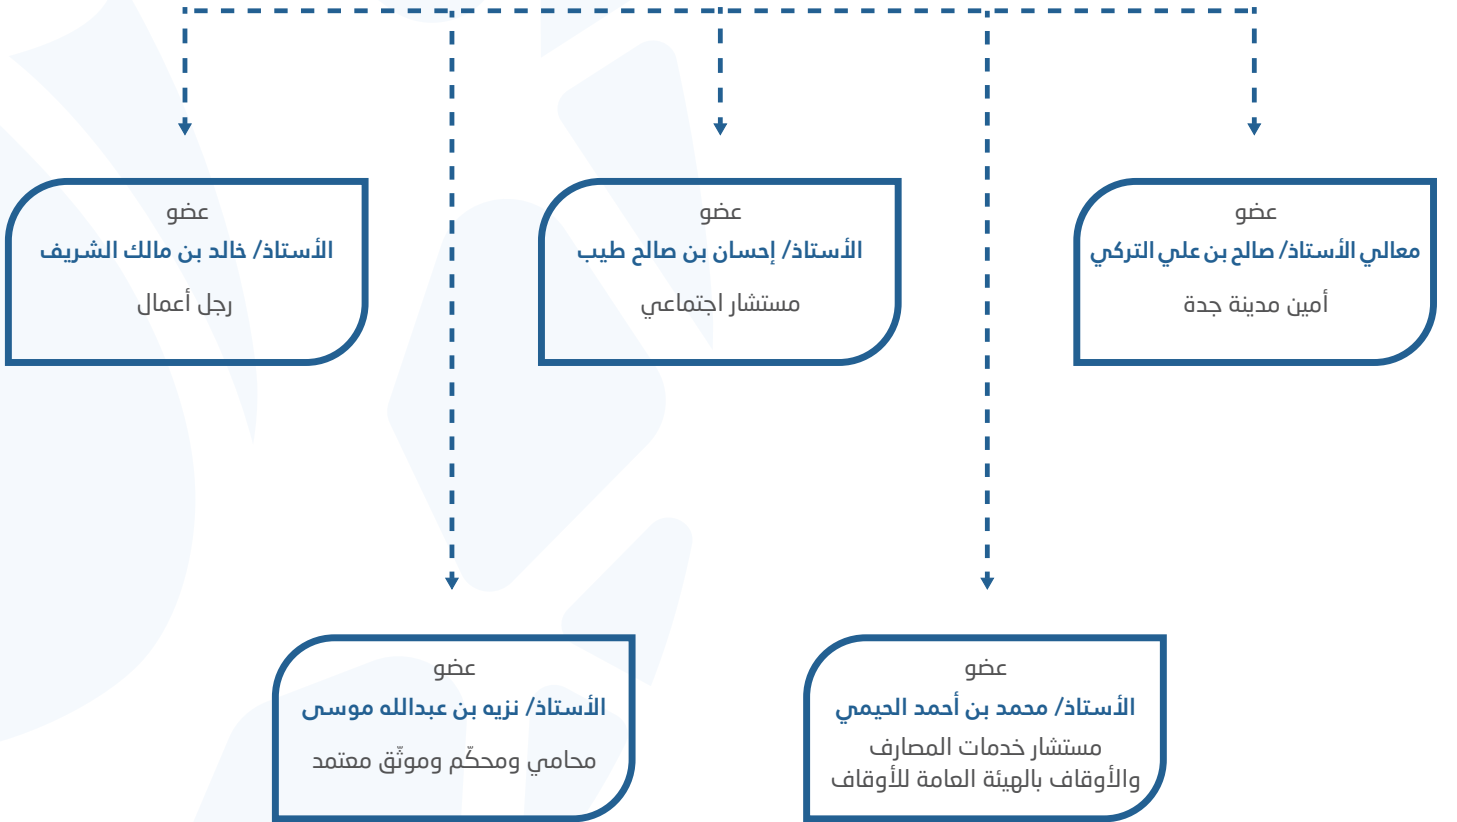 عضو
معالي الأستاذ/ صالح بن علي التركي
أمين مدينة جدة
عضو
الأستاذ/ إحسان بن صالح طيب
مستشار اجتماعي
عضو
الأستاذ/ خالد بن مالك الشريف
رجل أعمال
عضو
الأستاذ/ محمد بن أحمد الحيمي
مستشار خدمات المصارف
والأوقاف بالهيئة العامة للأوقاف
عضو
الأستاذ/ نزيه بن عبدالله موسى
محامي ومحكّم وموثّق معتمد